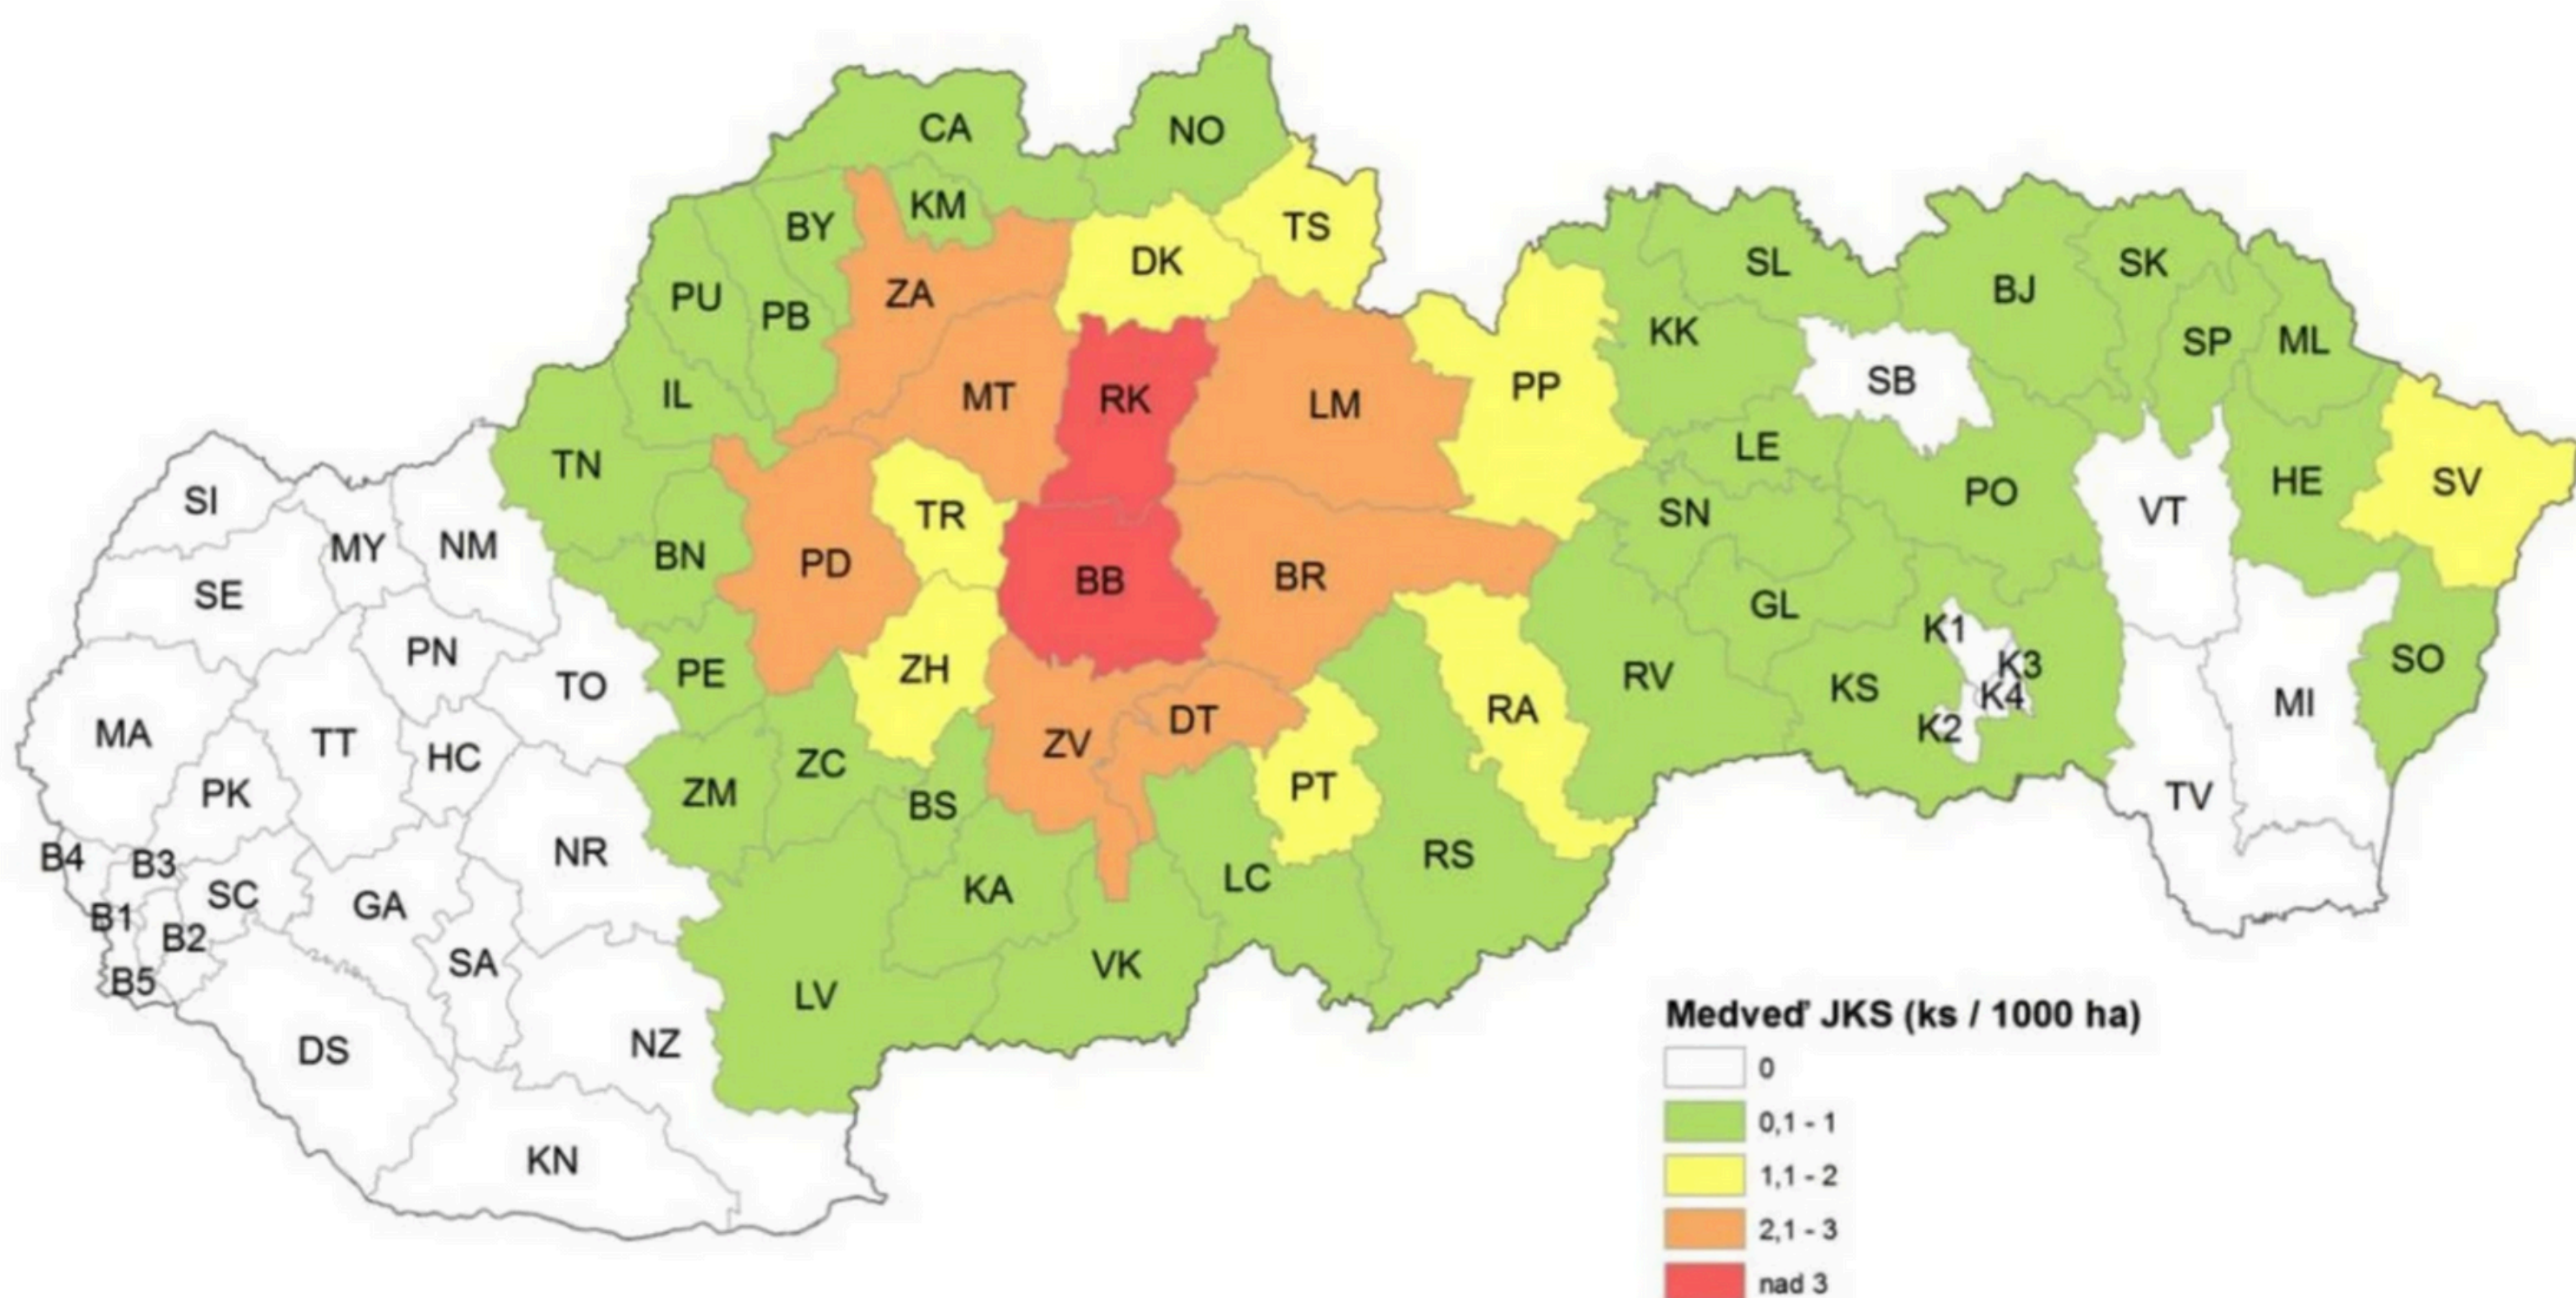 CA
NO
KM
BY
TS
DK
ZA
PU
PB
SL
SK
BJ
KK
SP
ML
IL
MT
RK
LM
PP
SB
LE
TN
SI
TR
SN
PO
VT
HE
SV
MY
NM
BN
PD
BB
BR
SE
GL
K1
PN
TO
PE
ZH
RV
KS
K3
SO
K4
MI
MA
TT
HC
ZV
DT
RA
K2
PK
ZM
ZC
BS
PT
TV
B4
B3
NR
RS
SC
GA
KA
LC
B1
B2
SA
VK
B5
LV
DS
NZ
KN
Medveď JKS (ks / 1000 ha)
0
0,1 - 1
1,1 - 2
2,1 - 3
nad 3